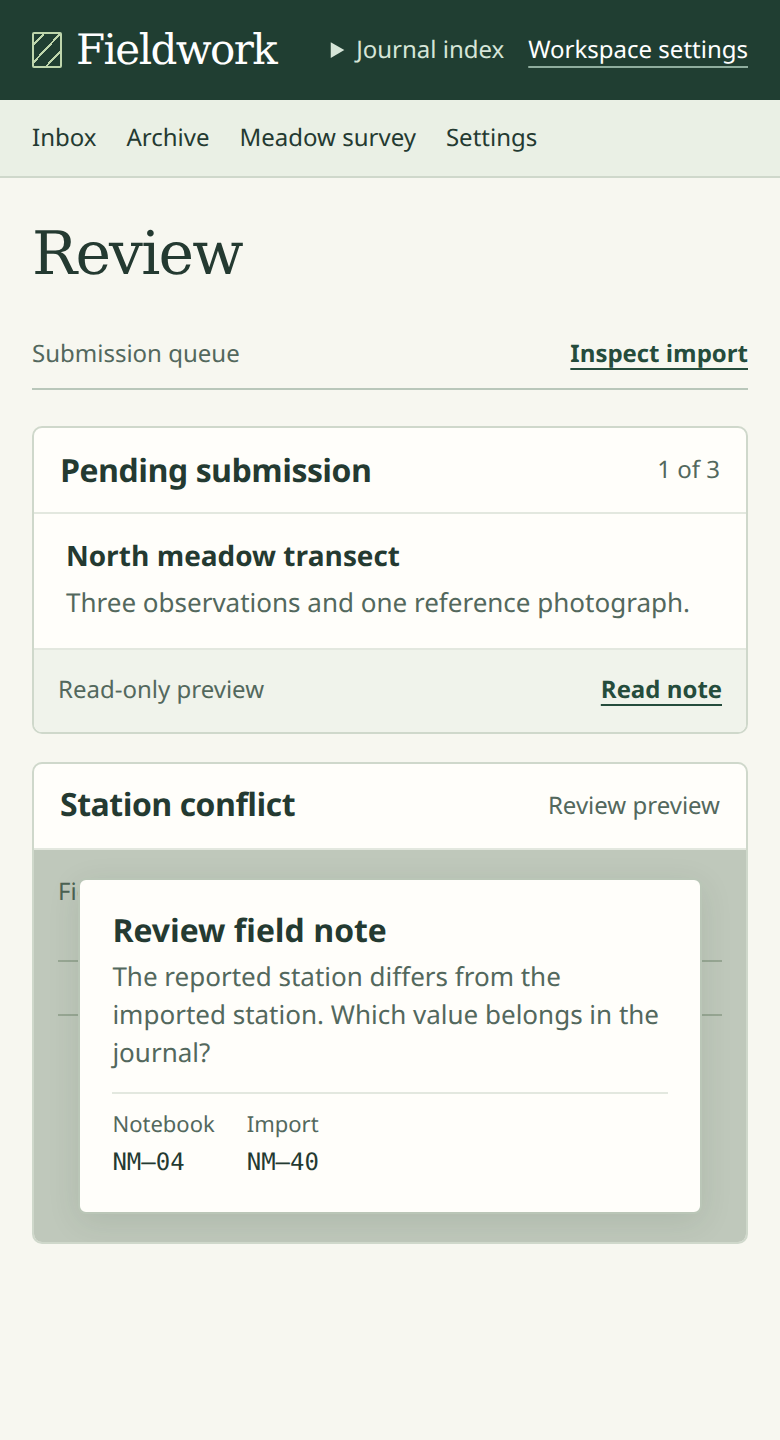 Fieldwork
Journal index
Workspace settings
Inbox
Archive
Meadow survey
Settings
Review
Submission queue
Inspect import
Pending submission
1 of 3
North meadow transect
Three observations and one reference photograph.
Read-only preview
Read note
Station conflict
Review preview
Review field note
The reported station differs from the
imported station. Which value belongs in the
journal?
Notebook
Import
NM—04
NM—40